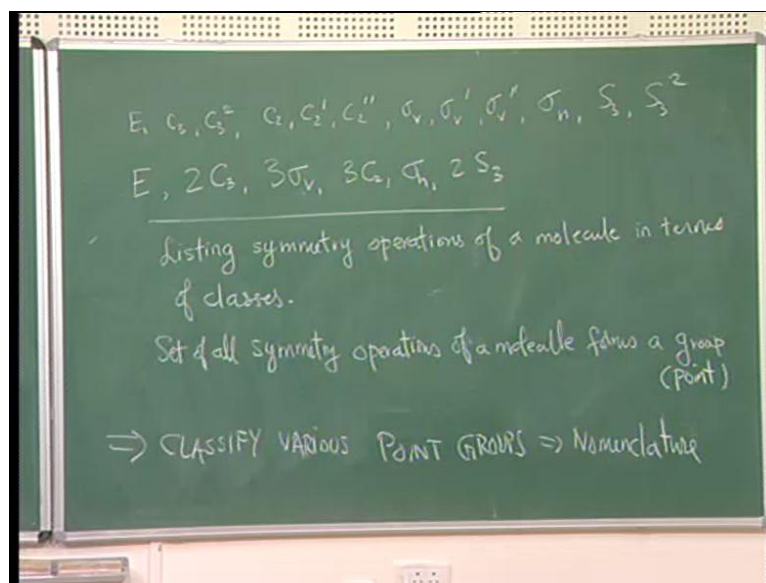 E, C₃, C₃², C₂, C₂', C₂'', σᵥ, σᵥ', σᵥ'', σₕ, S₃, S₃²
E, 2C₃, 3σᵥ, 3C₂, σₕ, 2S₃
Listing symmetry operations of a molecule in terms
of classes.
Set of all symmetry operations of a molecule forms a group
(point)
⇒ CLASSIFY VARIOUS POINT GROUPS ⇒ Nomenclature